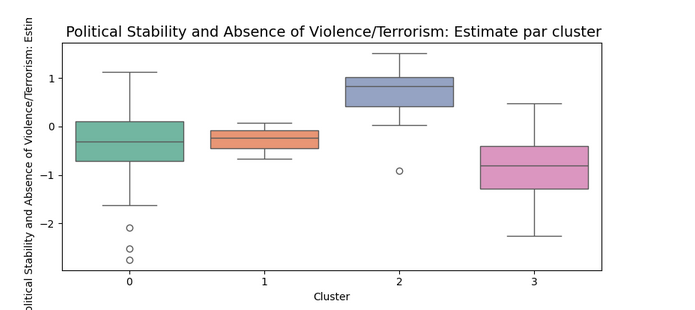 Political Stability and Absence of Violence/Terrorism: Estimate par cluster
olitical Stability and Absence of Violence/Terrorism: Estin
1
0
−1
−2
0 1 2 3
Cluster